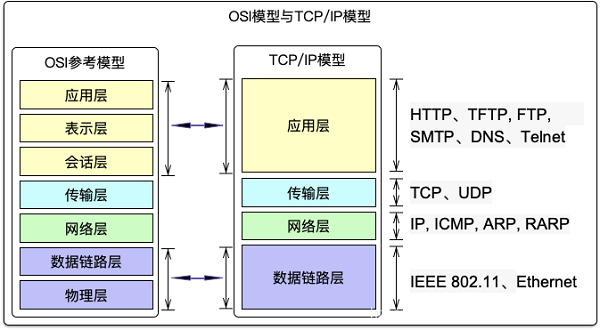 OSI模型与TCP/IP模型
OSI参考模型
应用层
表示层
会话层
传输层
网络层
数据链路层
物理层
TCP/IP模型
应用层
传输层
网络层
数据链路层
HTTP、TFTP, FTP,
SMTP、DNS、Telnet
TCP、UDP
IP, ICMP, ARP, RARP
IEEE 802.11、Ethernet